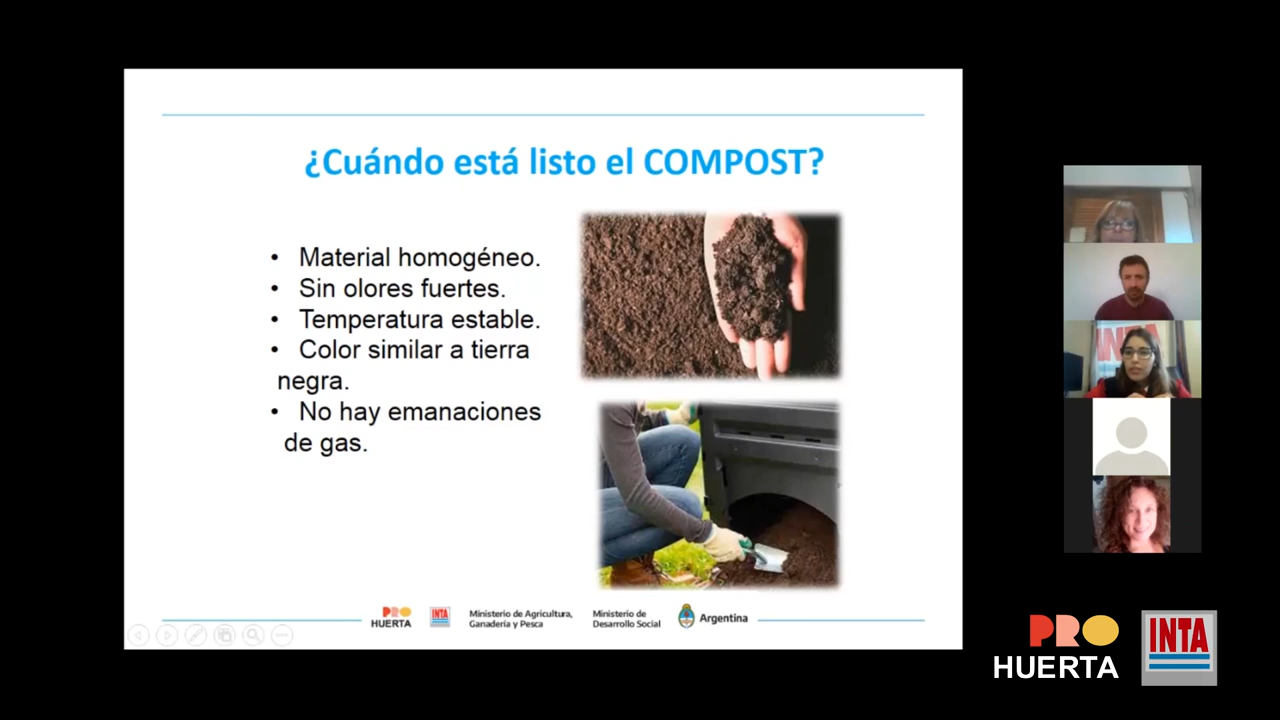 ¿Cuándo está listo el COMPOST?
• Material homogéneo.
• Sin olores fuertes.
• Temperatura estable.
• Color similar a tierra
negra.
• No hay emanaciones
de gas.
PRO
HUERTA
INTA
Ministerio de Agricultura,
Ganadería y Pesca
Ministerio de
Desarrollo Social
Argentina
INTA
PRO
HUERTA
INTA